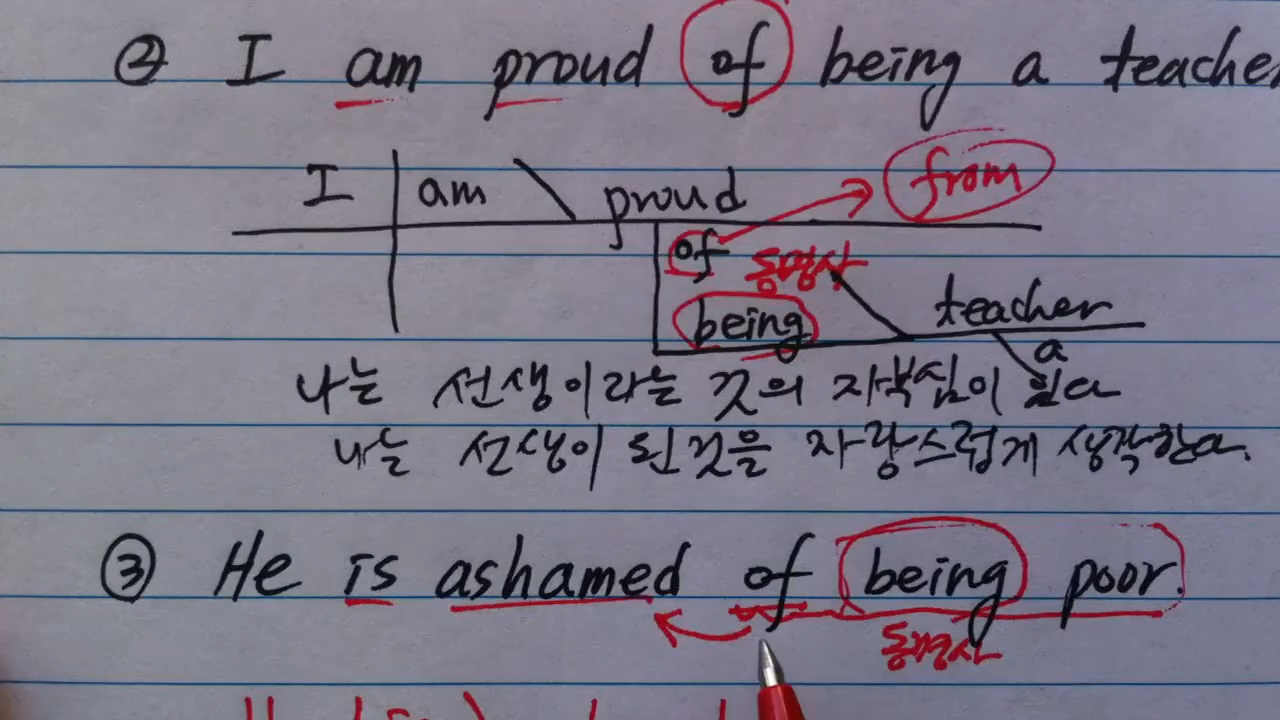 ② I am proud of being a teacher
I am proud from
of 동명사
being teacher
a
나는 선생이라는 것의 자부심이 있다
나는 선생이 된것을 자랑스럽게 생각한다.
③ He is ashamed of being poor.
동명사